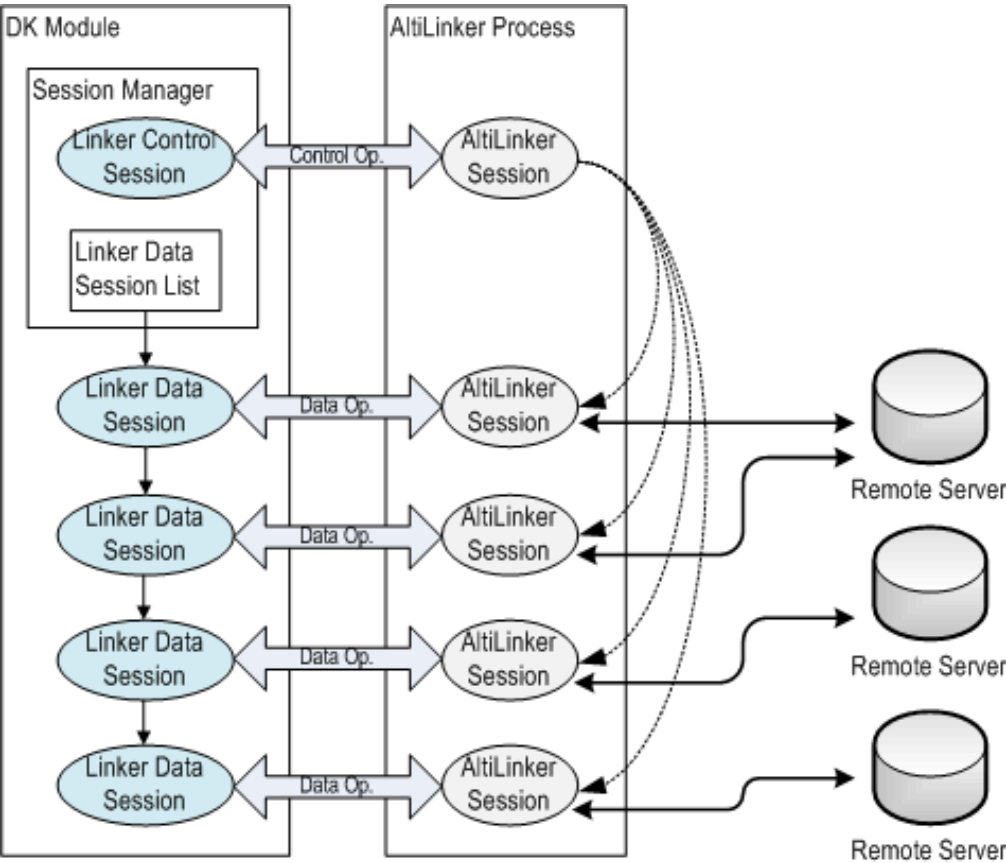 DK Module
AltiLinker Process
Session Manager
Linker Control
Session
Control Op.
AltiLinker
Session
Linker Data
Session List
Linker Data
Session
Data Op.
AltiLinker
Session
Remote Server
Linker Data
Session
Data Op.
AltiLinker
Session
Remote Server
Linker Data
Session
Data Op.
AltiLinker
Session
Linker Data
Session
Data Op.
AltiLinker
Session
Remote Server